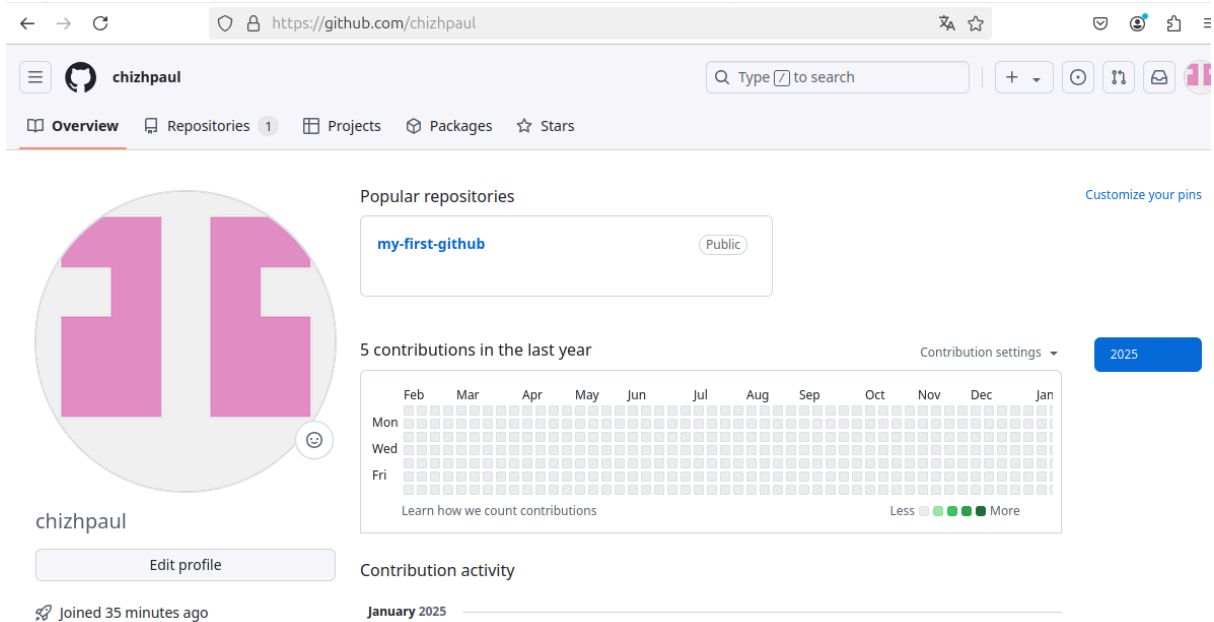 https://github.com/chizhpaul
chizhpaul
Type / to search
Overview Repositories 1 Projects Packages Stars
Popular repositories
Customize your pins
my-first-github Public
5 contributions in the last year
Contribution settings
2025
Feb Mar Apr May Jun Jul Aug Sep Oct Nov Dec Jan
Mon
Wed
Fri
Learn how we count contributions
Less More
chizhpaul
Edit profile
Contribution activity
Joined 35 minutes ago
January 2025